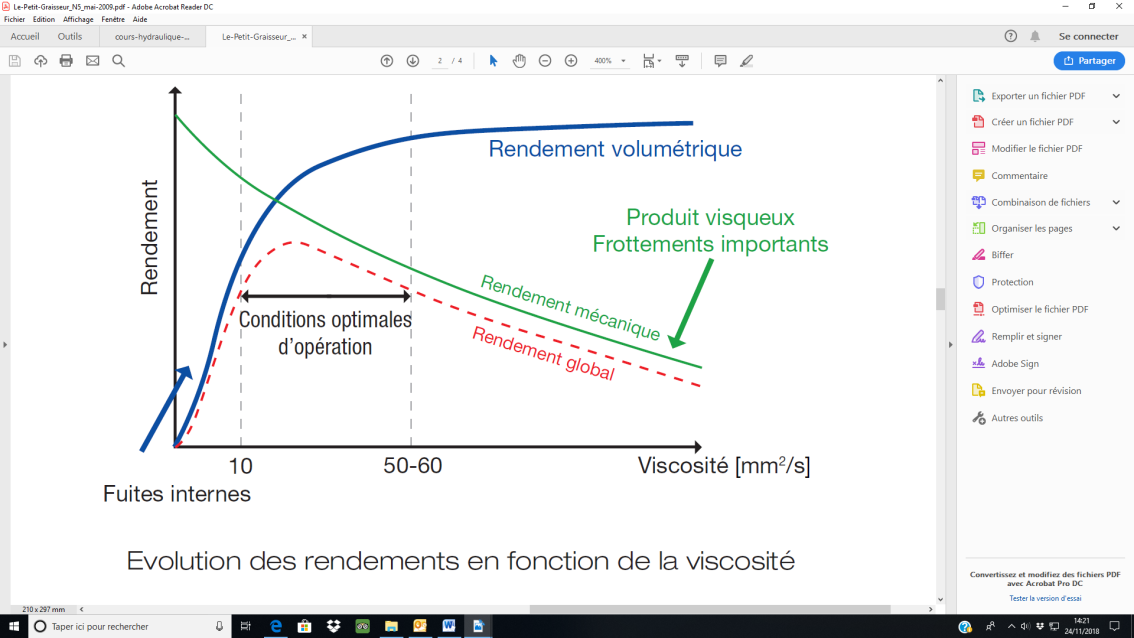 Le-Petit-Graisseur_N5_mai-2009.pdf - Adobe Acrobat Reader DC
Fichier Edition Affichage Fenêtre Aide
Accueil Outils cours-hydraulique-... Le-Petit-Graisseur_... × Se connecter
2 / 4 400% Partager
Rendement
Rendement volumétrique
Produit visqueux
Frottements importants
Rendement mécanique
Rendement global
Conditions optimales
d'opération
10 50-60 Viscosité [mm²/s]
Fuites internes
Evolution des rendements en fonction de la viscosité
Exporter un fichier PDF
Créer un fichier PDF
Modifier le fichier PDF
Commentaire
Combinaison de fichiers
Organiser les pages
Biffer
Protection
Optimiser le fichier PDF
Remplir et signer
Adobe Sign
Envoyer pour révision
Autres outils
Convertissez et modifiez des fichiers PDF
avec Acrobat Pro DC
Tester la version d'essai
210 x 297 mm
Taper ici pour rechercher
14:21
24/11/2018